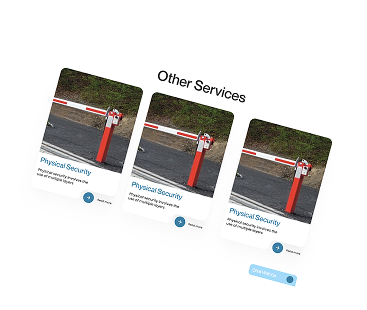 Other Services
Physical Security
Physical security involves the
use of multiple layers
Read more
Physical Security
Physical security involves the
use of multiple layers
Read more
Physical Security
Physical security involves the
use of multiple layers
Read more